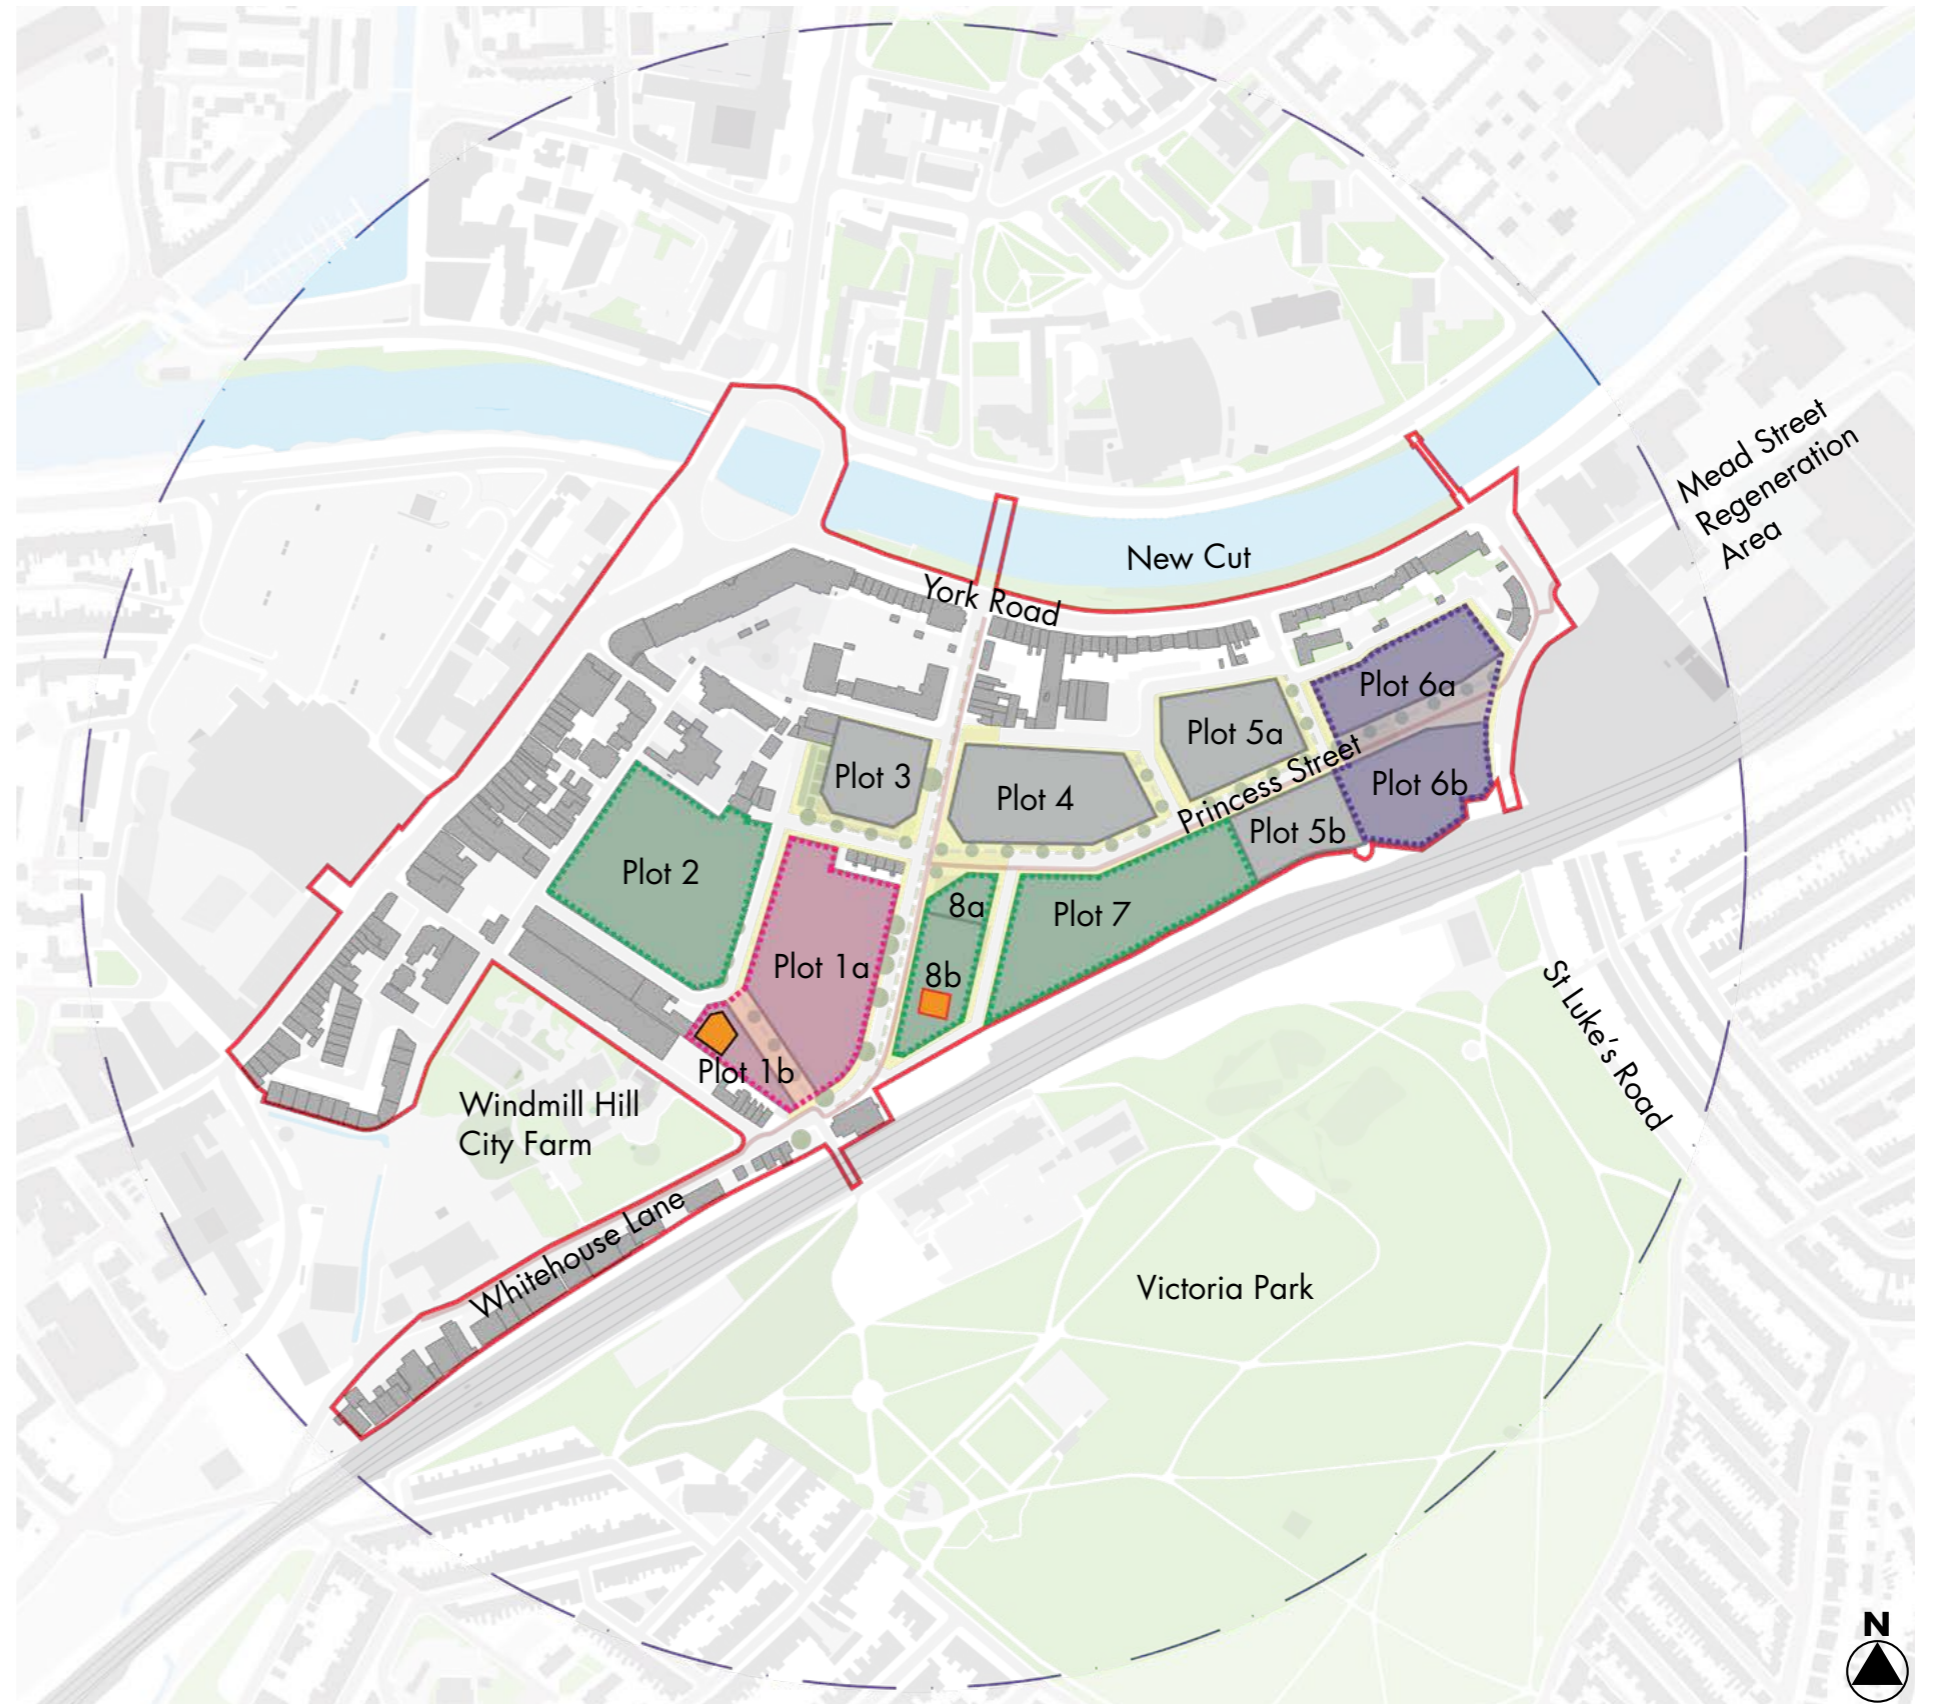 Mead Street
Regeneration
Area
New Cut
York Road
Plot 6a
Plot 5a
Princess Street
Plot 3
Plot 4
Plot 6b
Plot 5b
Plot 2
8a
Plot 7
Plot 1a
8b
St Luke's Road
Plot 1b
Windmill Hill
City Farm
Whitehouse Lane
Victoria Park
N